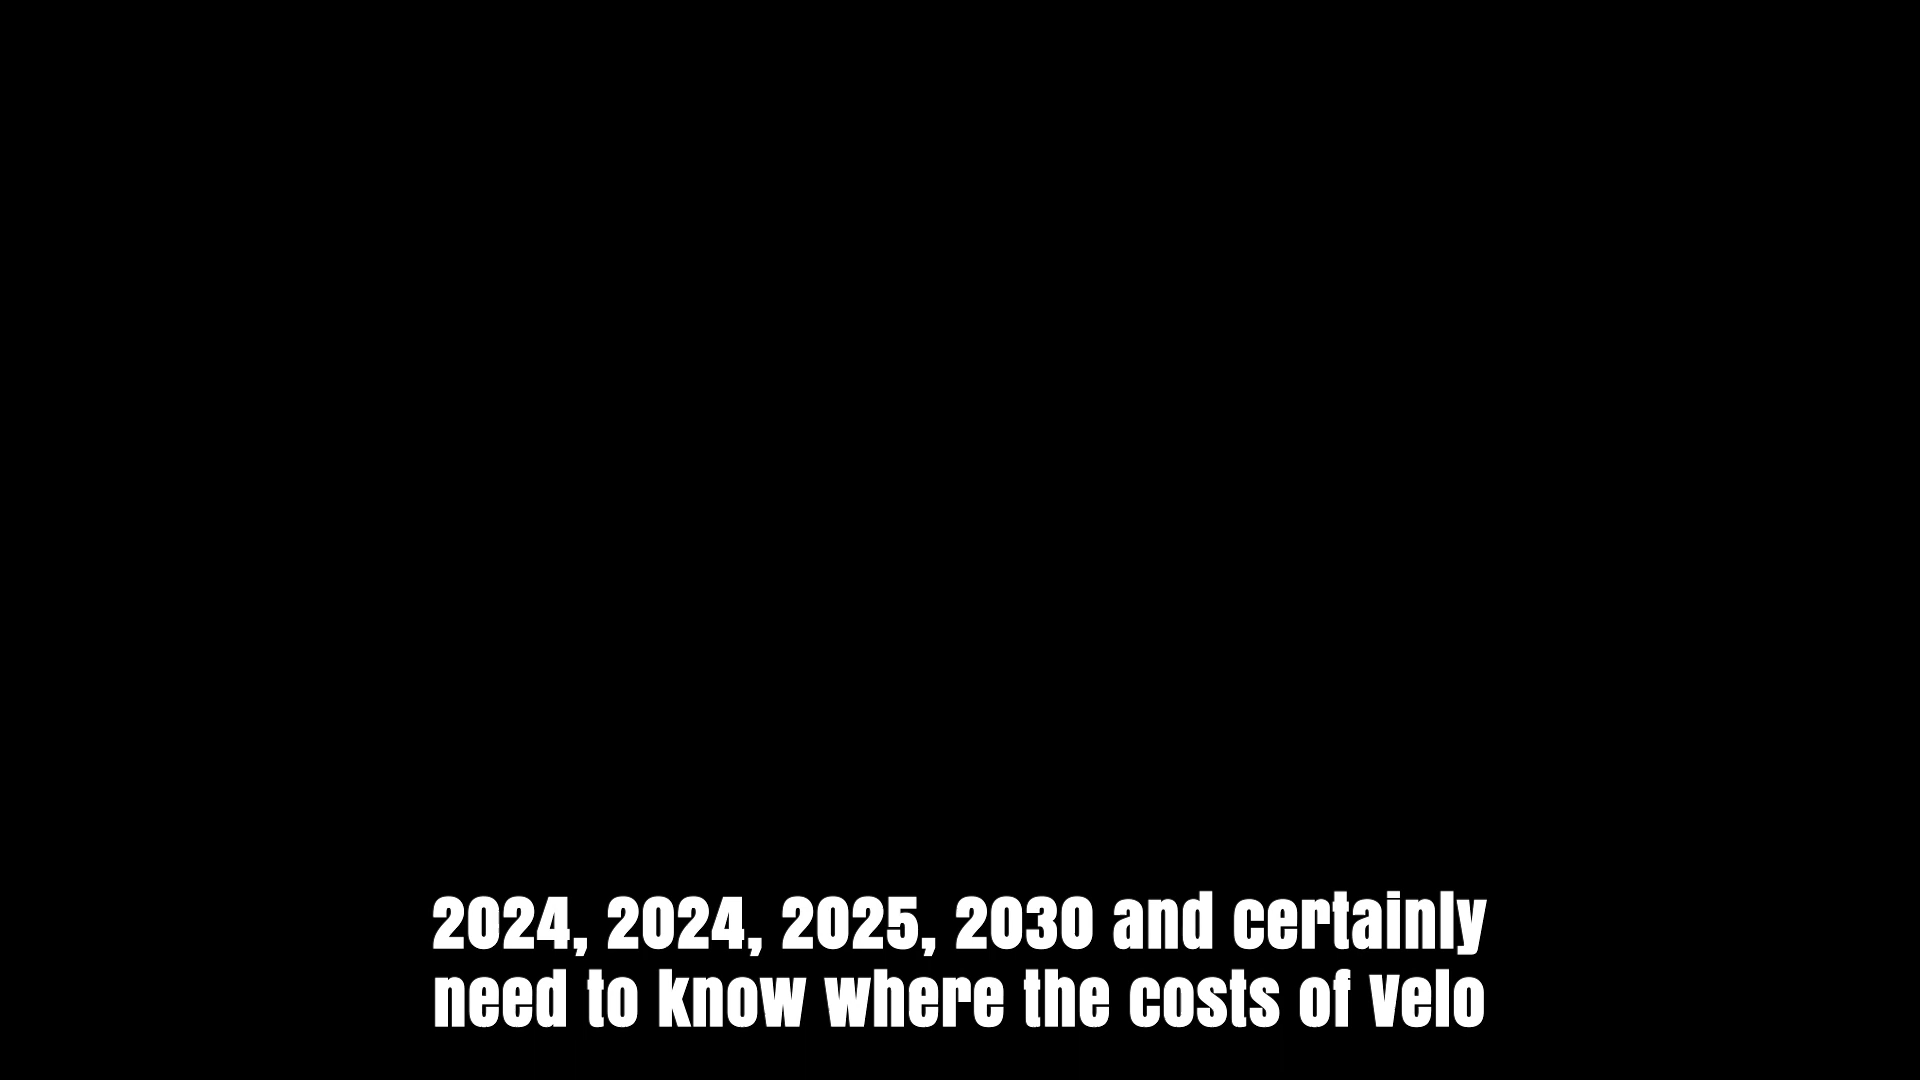 2024, 2024, 2025, 2030 and certainly
need to know where the costs of Velo